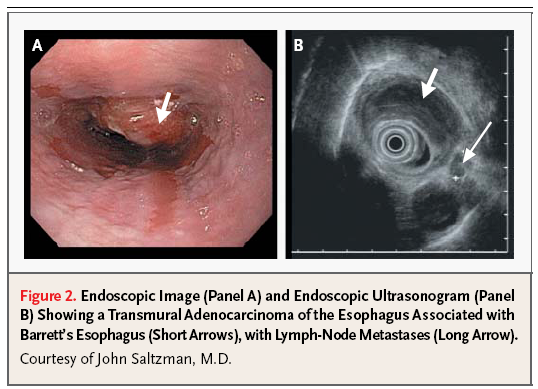 A
B
Figure 2. Endoscopic Image (Panel A) and Endoscopic Ultrasonogram (Panel
B) Showing a Transmural Adenocarcinoma of the Esophagus Associated with
Barrett's Esophagus (Short Arrows), with Lymph-Node Metastases (Long Arrow).
Courtesy of John Saltzman, M.D.